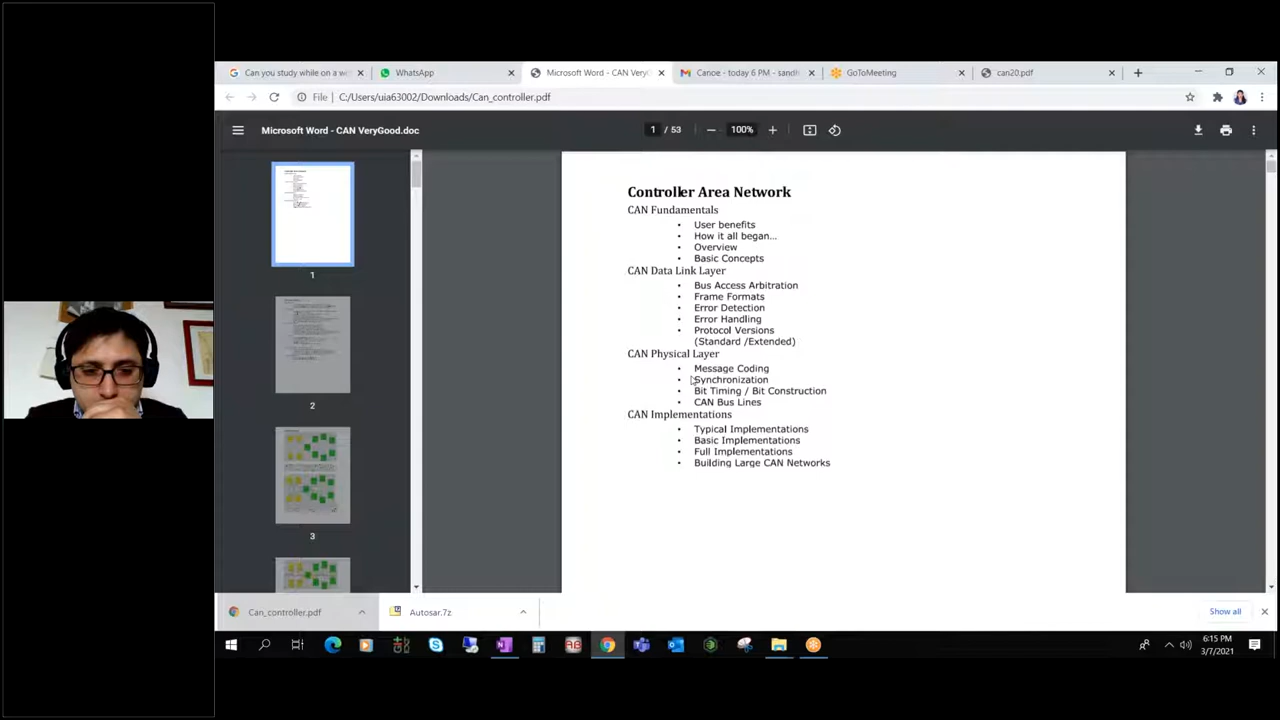 Can you study while on a w
WhatsApp
Microsoft Word - CAN VeryG
Canoe - today 6 PM - sandh
GoToMeeting
can20.pdf
File
C:/Users/uia63002/Downloads/Can_controller.pdf
Microsoft Word - CAN VeryGood.doc
1 / 53
100%
Controller Area Network
CAN Fundamentals
• User benefits
• How it all began...
• Overview
• Basic Concepts
CAN Data Link Layer
• Bus Access Arbitration
• Frame Formats
• Error Detection
• Error Handling
• Protocol Versions
(Standard /Extended)
CAN Physical Layer
• Message Coding
• Synchronization
• Bit Timing / Bit Construction
• CAN Bus Lines
CAN Implementations
• Typical Implementations
• Basic Implementations
• Full Implementations
• Building Large CAN Networks
1
2
3
Can_controller.pdf
Autosar.7z
Show all
6:15 PM
3/7/2021